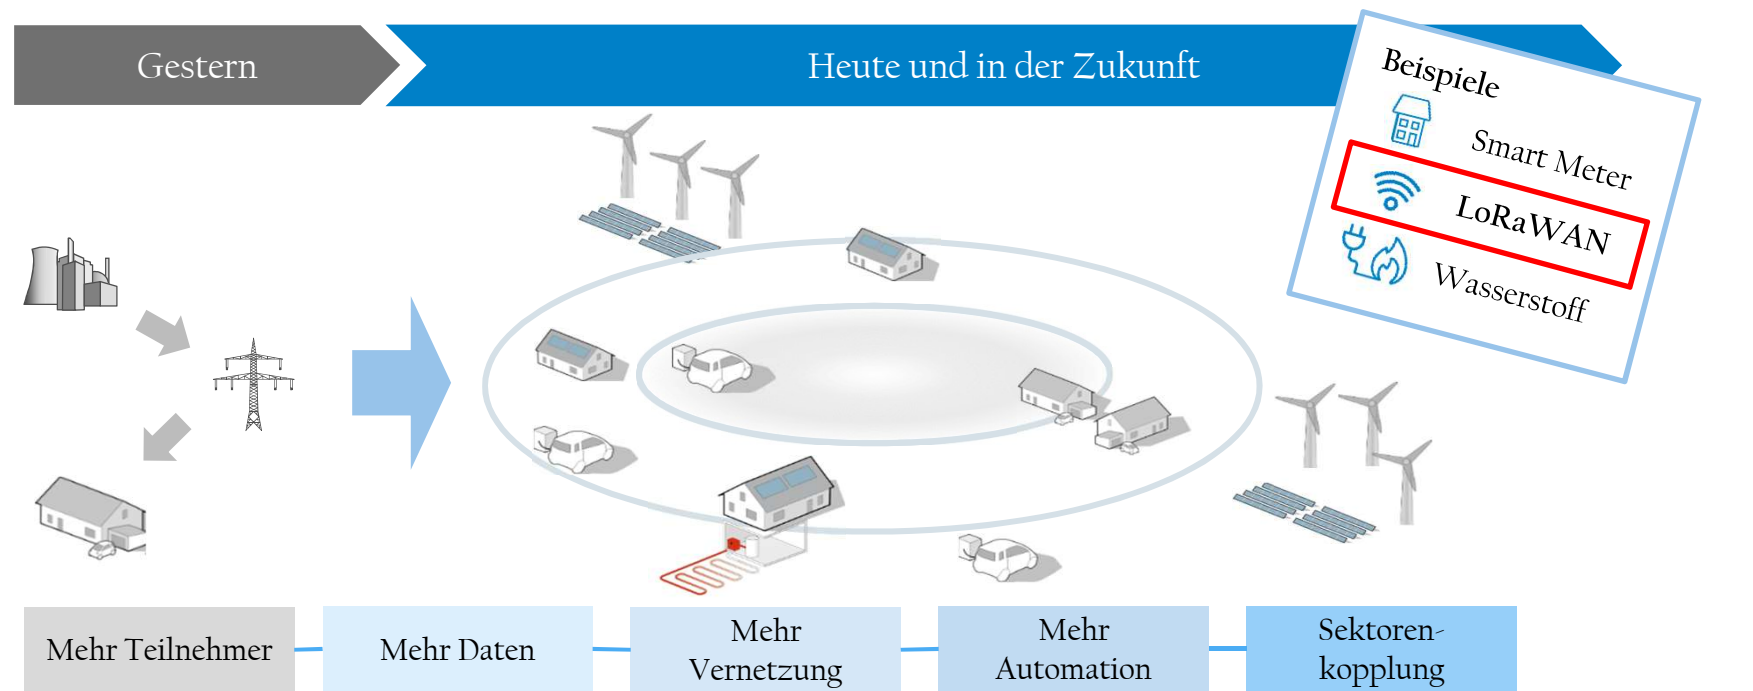 Gestern
Heute und in der Zukunft
Beispiele
Smart Meter
LoRaWAN
Wasserstoff
Mehr Teilnehmer
Mehr Daten
Mehr
Vernetzung
Mehr
Automation
Sektoren-
kopplung